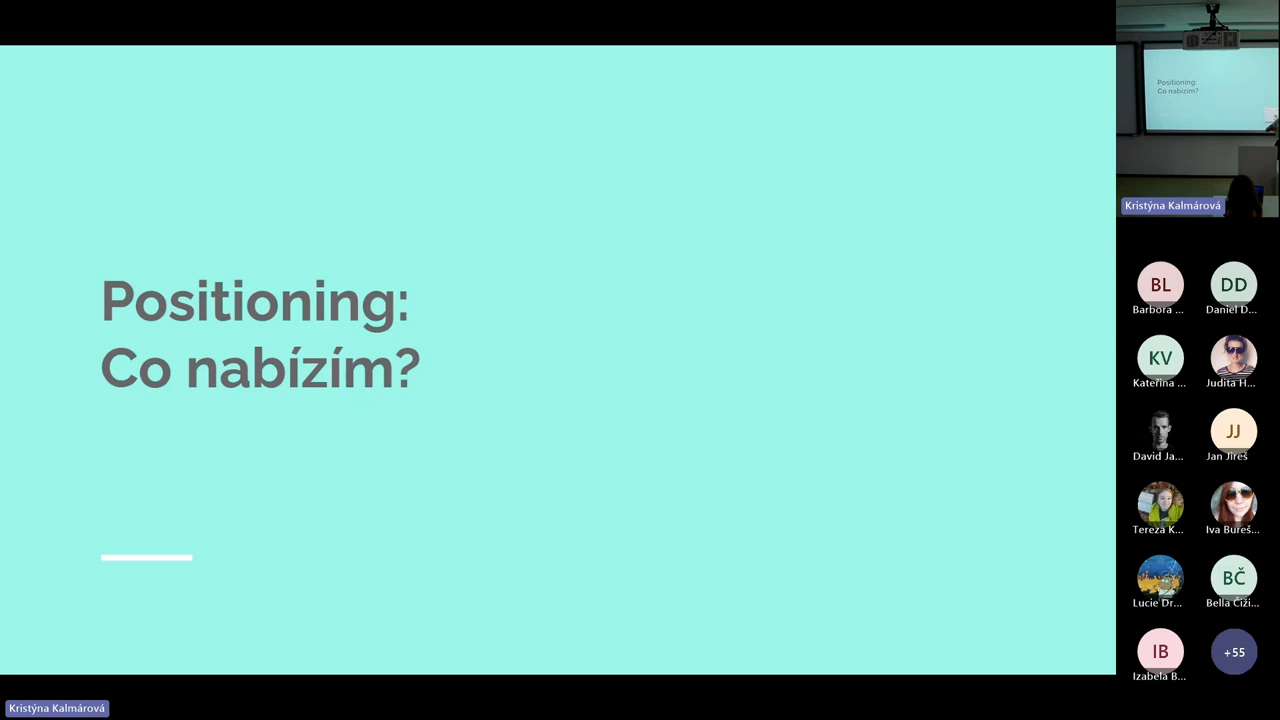 Positioning:
Co nabízím?
Positioning:
Co nabízím?
Kristýna Kalmárová
BL
DD
Barbora ...
Daniel D...
KV
Kateřina ...
Judita H...
JJ
David Ja...
Jan Jireš
Tereza K...
Iva Bureš...
BČ
Lucie Dr...
Bella Čiži...
IB
+55
Izabela B...
Kristýna Kalmárová